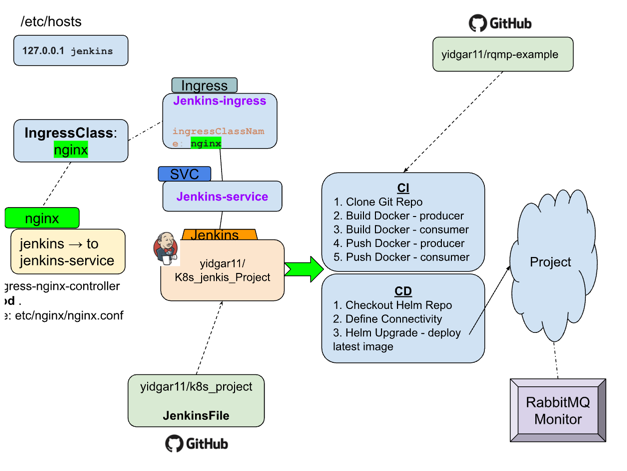 /etc/hosts
127.0.0.1 jenkins
GitHub
yidgar11/rqmp-example
Ingress
Jenkins-ingress
ingressClassNam
e: nginx
IngressClass:
nginx
SVC
Jenkins-service
nginx
jenkins → to
jenkins-service
gress-nginx-controller
od .
e: etc/nginx/nginx.conf
Jenkins
yidgar11/
K8s_jenkis_Project
CI
1. Clone Git Repo
2. Build Docker - producer
3. Build Docker - consumer
4. Push Docker - producer
5. Push Docker - consumer
CD
1. Checkout Helm Repo
2. Define Connectivity
3. Helm Upgrade - deploy
latest image
Project
yidgar11/k8s_project
JenkinsFile
GitHub
RabbitMQ
Monitor